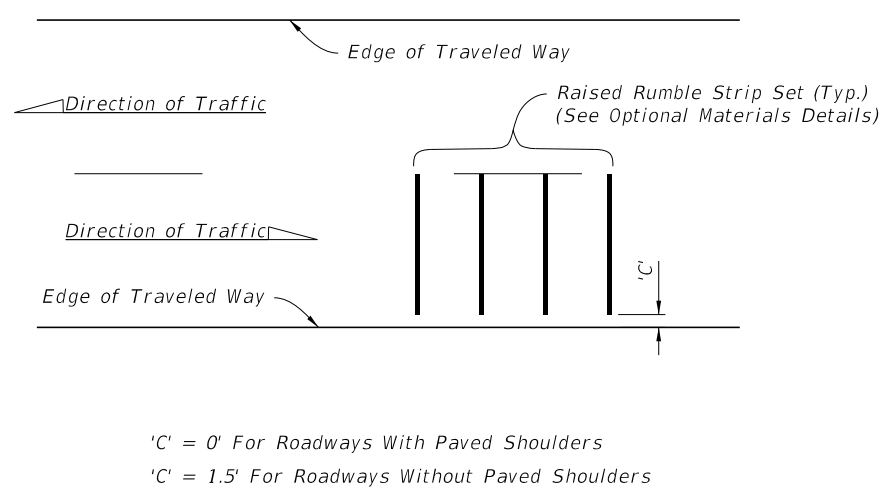 Edge of Traveled Way
Direction of Traffic
Raised Rumble Strip Set (Typ.)
(See Optional Materials Details)
Direction of Traffic
'C'
Edge of Traveled Way
'C' = 0' For Roadways With Paved Shoulders
'C' = 1.5' For Roadways Without Paved Shoulders